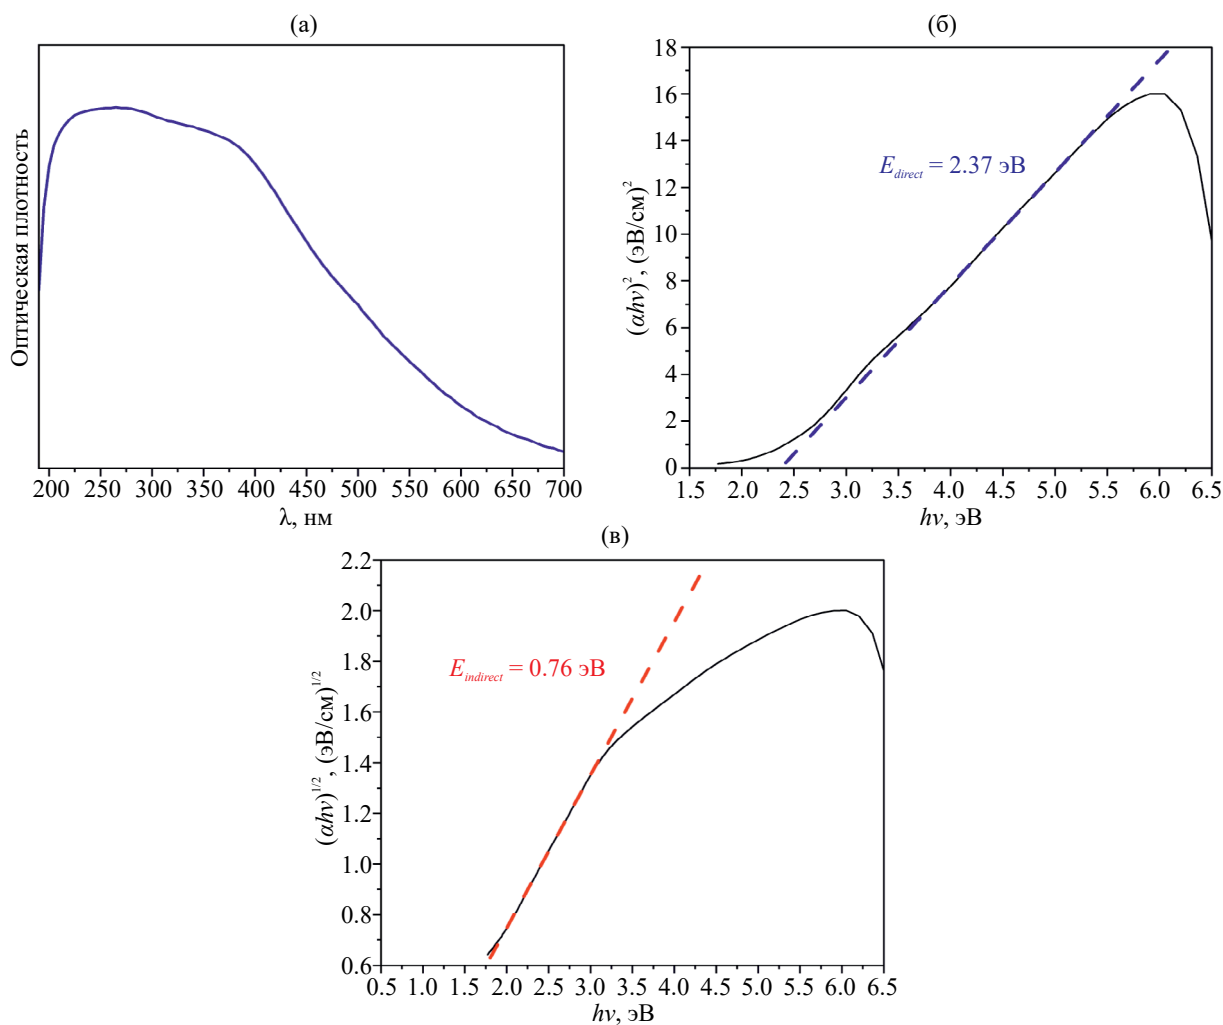 (а)
Оптическая плотность
200 250 300 350 400 450 500 550 600 650 700
λ, нм
(б)
18
16
14
12
10
8
6
4
2
0
(αhν)², (эВ/см)²
E_direct = 2.37 эВ
1.5 2.0 2.5 3.0 3.5 4.0 4.5 5.0 5.5 6.0 6.5
hν, эВ
(в)
2.2
2.0
1.8
1.6
1.4
1.2
1.0
0.8
0.6
(αhν)^1/2, (эВ/см)^1/2
E_indirect = 0.76 эВ
0.5 1.0 1.5 2.0 2.5 3.0 3.5 4.0 4.5 5.0 5.5 6.0 6.5
hν, эВ